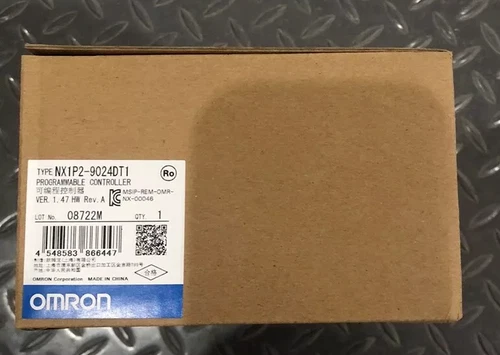 TYPE NX1P2-9024DT1
Ro
PROGRAMMABLE CONTROLLER
可编程控制器
VER. 1.47 HW Rev.A
MSIP-REM-OMR-
NX-00046
LOT No. 08722M QTY. 1
4 548583 866447
合格
OMRON Corporation MADE IN CHINA
OMRON